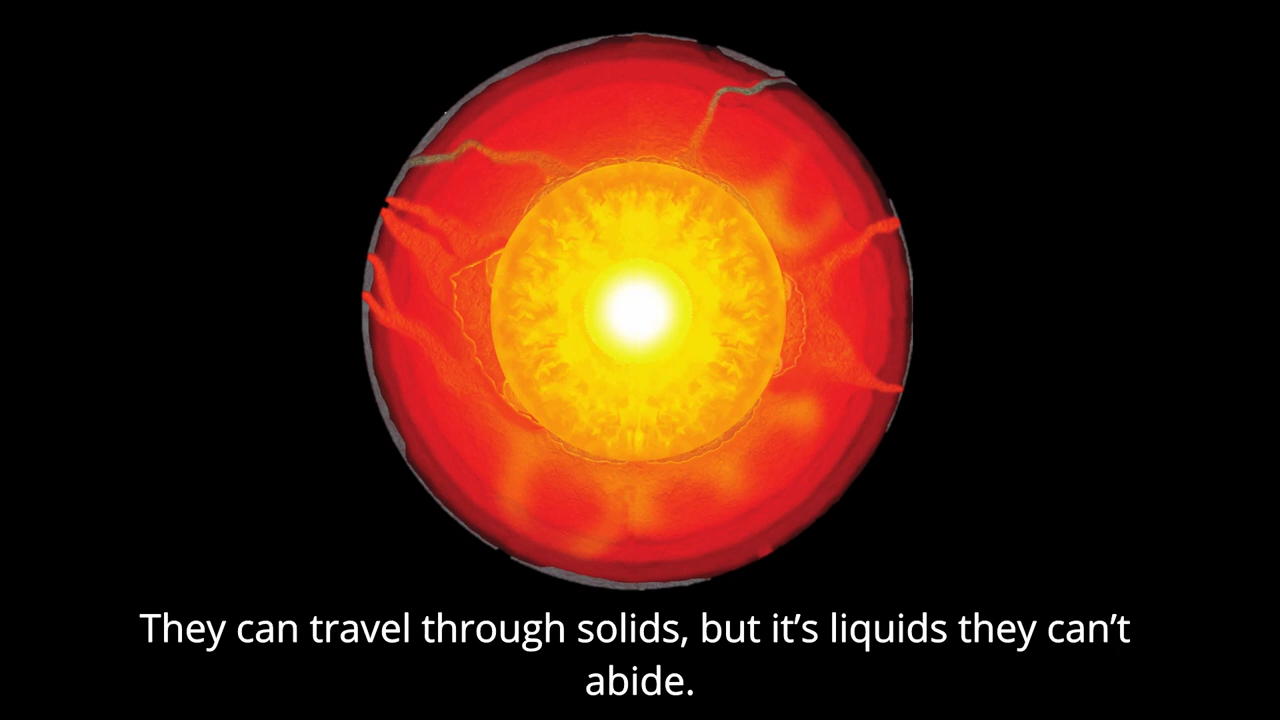 They can travel through solids, but it’s liquids they can’t
abide.